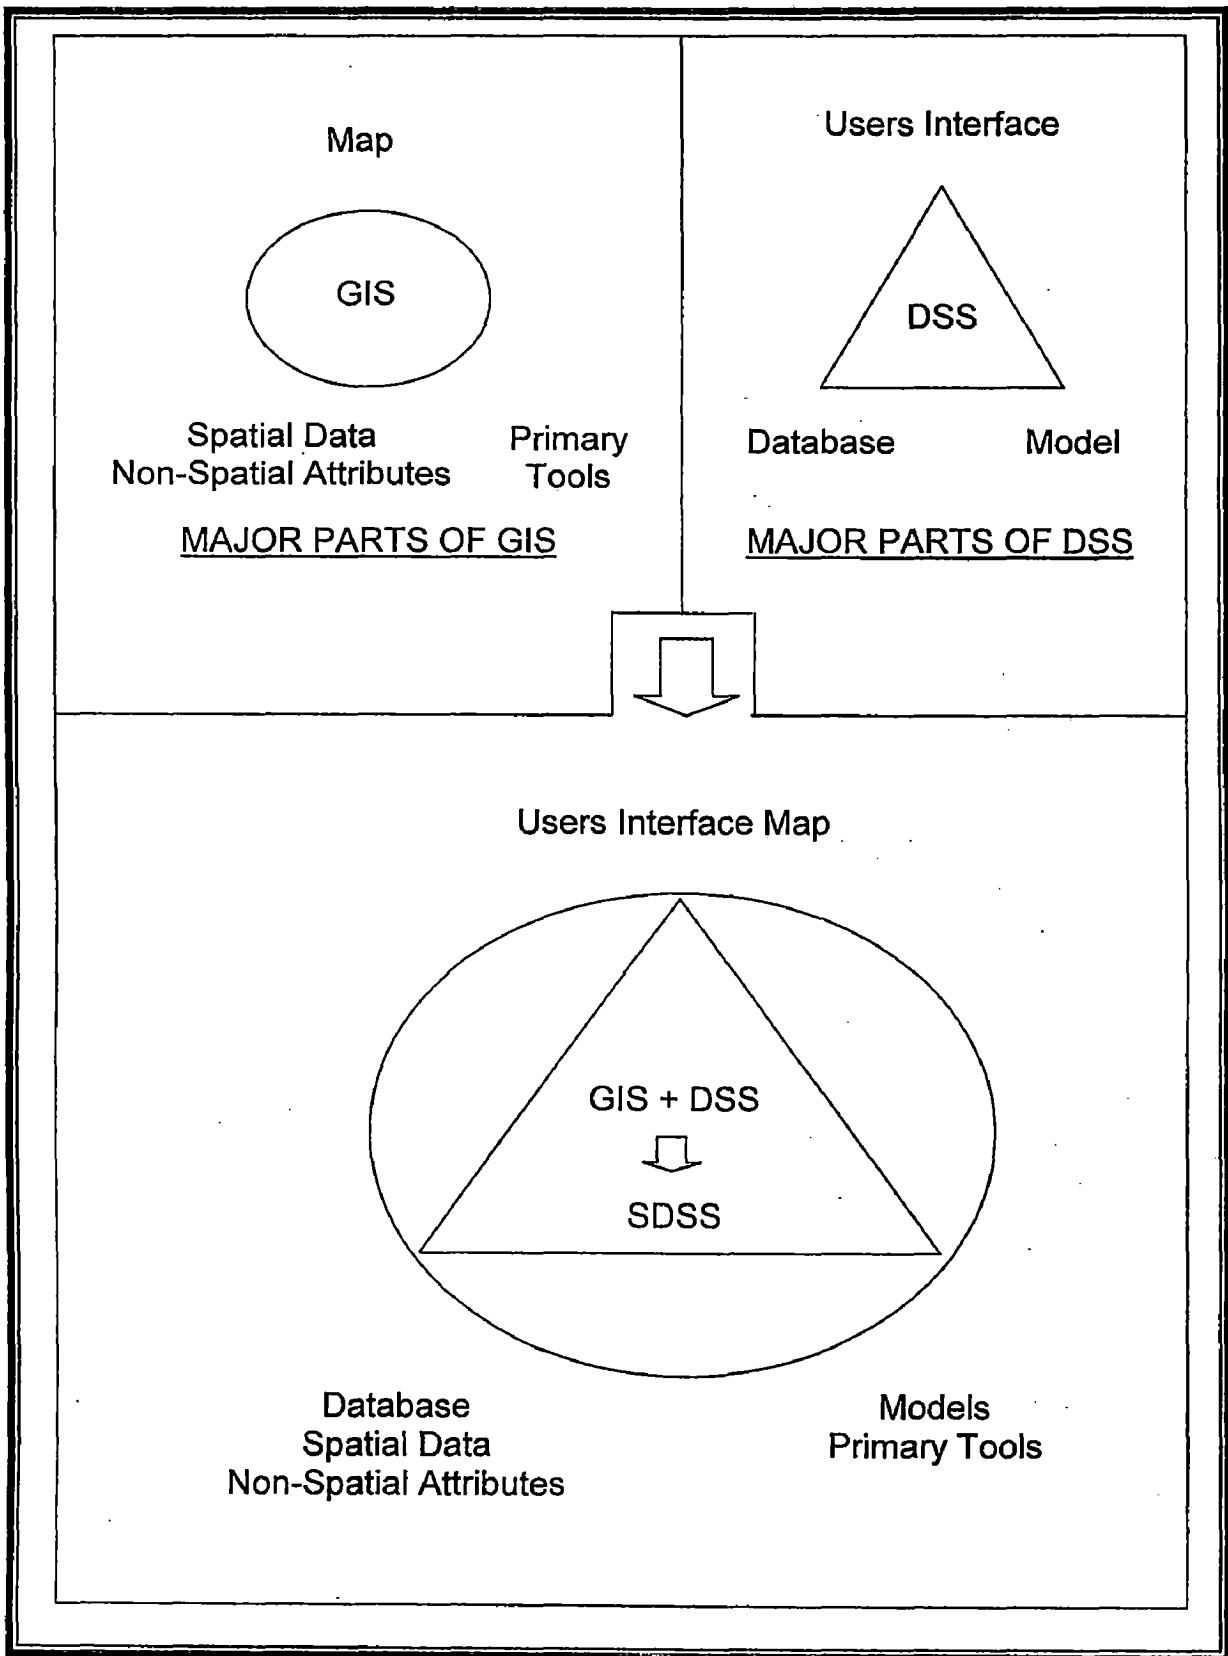 Map
GIS
Spatial Data
Non-Spatial Attributes
Primary
Tools
MAJOR PARTS OF GIS
Users Interface
DSS
Database
Model
MAJOR PARTS OF DSS
Users Interface Map
GIS + DSS
SDSS
Database
Spatial Data
Non-Spatial Attributes
Models
Primary Tools